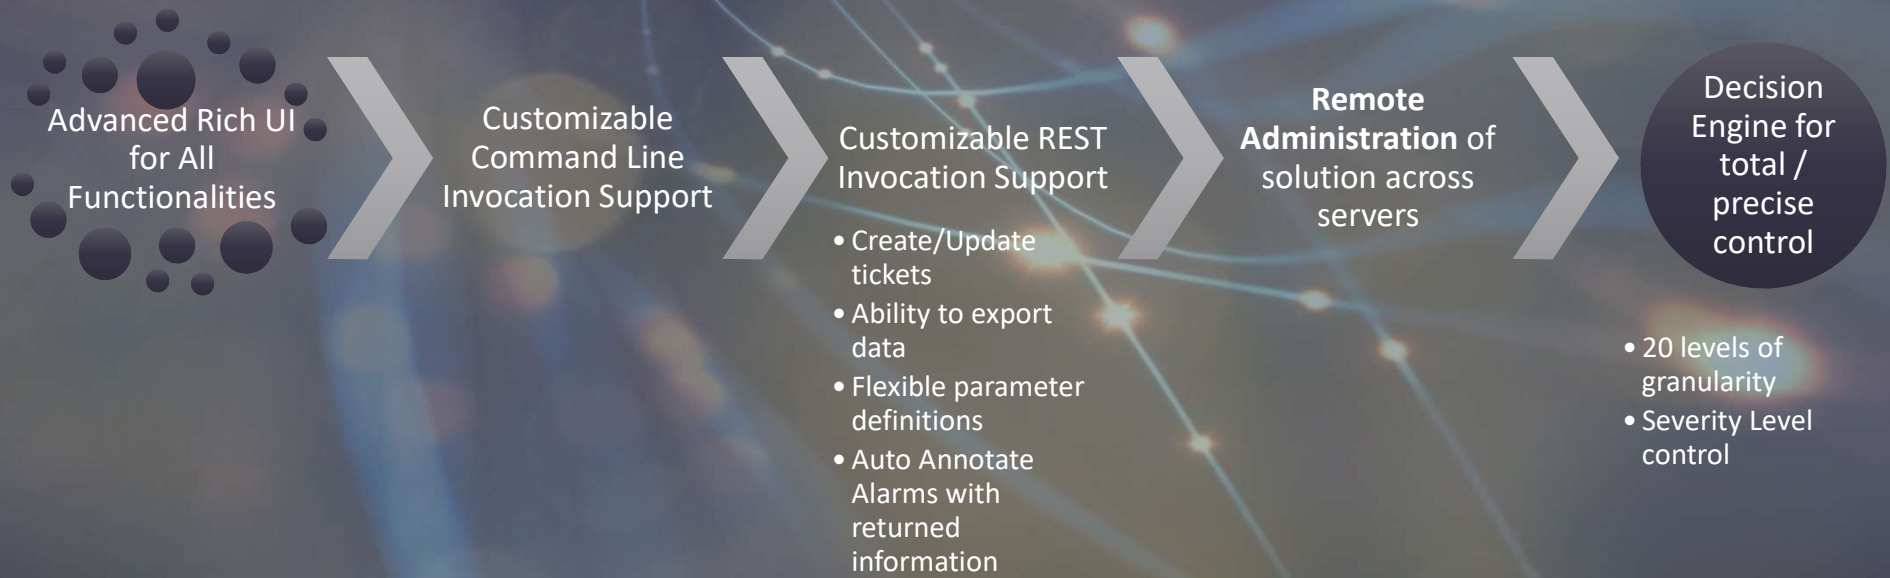 Advanced Rich UI
for All
Functionalities
Customizable
Command Line
Invocation Support
Customizable REST
Invocation Support
• Create/Update
tickets
• Ability to export
data
• Flexible parameter
definitions
• Auto Annotate
Alarms with
returned
information
Remote
Administration of
solution across
servers
Decision
Engine for
total /
precise
control
• 20 levels of
granularity
• Severity Level
control